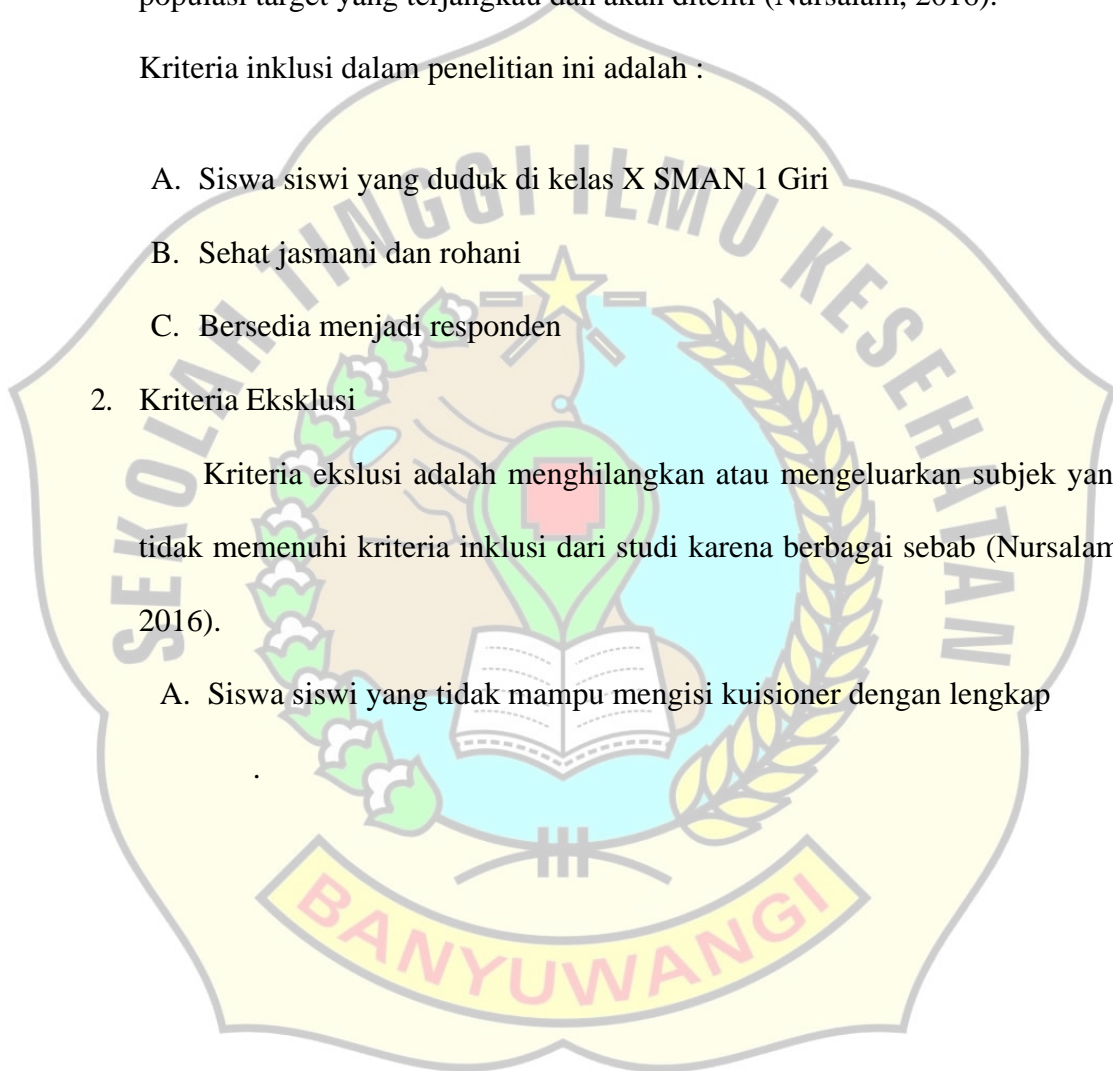 populasi target yang terjangkau dan akan diteliti (Nursalam, 2016).
Kriteria inklusi dalam penelitian ini adalah :
A. Siswa siswi yang duduk di kelas X SMAN 1 Giri
B. Sehat jasmani dan rohani
C. Bersedia menjadi responden
2. Kriteria Eksklusi
Kriteria ekslusi adalah menghilangkan atau mengeluarkan subjek yan
tidak memenuhi kriteria inklusi dari studi karena berbagai sebab (Nursalam
2016).
A. Siswa siswi yang tidak mampu mengisi kuisioner dengan lengkap
.
SEKOLAH TINGGI ILMU KESEHATAN
BANYUWANGI